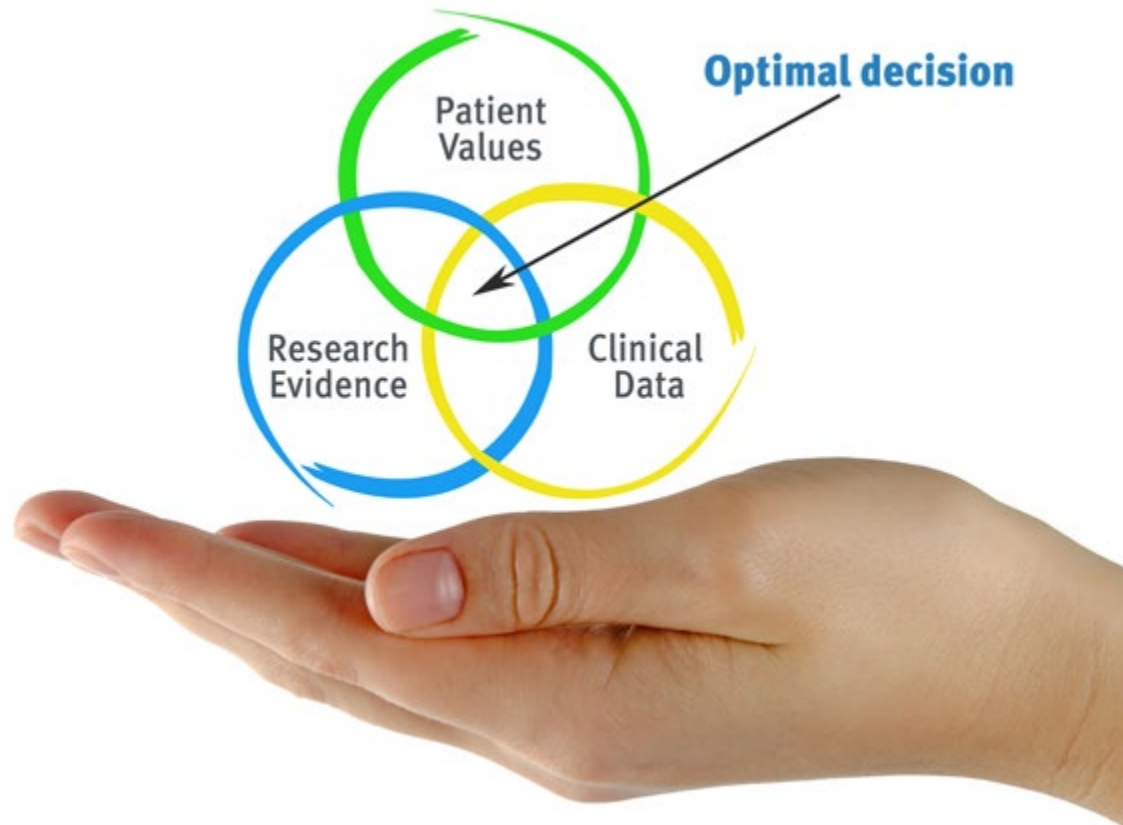 Optimal decision
Patient
Values
Research
Evidence
Clinical
Data